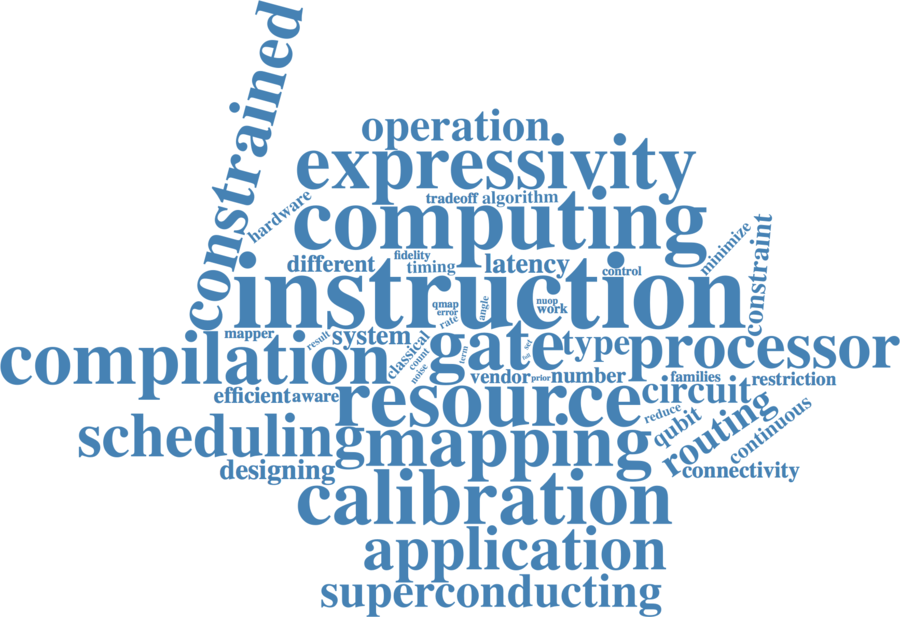 constrained
operation
expressivity
tradeoff
algorithm
hardware
computing
minimize
constraint
fidelity
different
timing
latency
control
instruction
qmap
error
rate
angle
nuop
work
mapper
result
system
classical
count
noise
term
gate
set
type
processor
compilation
vendor
prior
number
families
restriction
efficient
aware
resource
circuit
reduce
qubit
routing
continuous
scheduling
mapping
connectivity
designing
calibration
application
superconducting